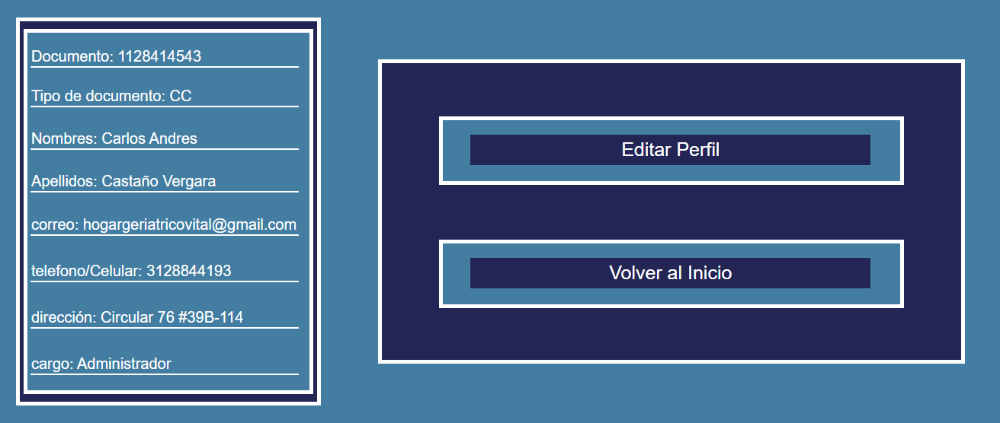 Documento: 1128414543
Tipo de documento: CC
Nombres: Carlos Andres
Apellidos: Castaño Vergara
correo: hogargeriatricovital@gmail.com
telefono/Celular: 3128844193
dirección: Circular 76 #39B-114
cargo: Administrador
Editar Perfil
Volver al Inicio